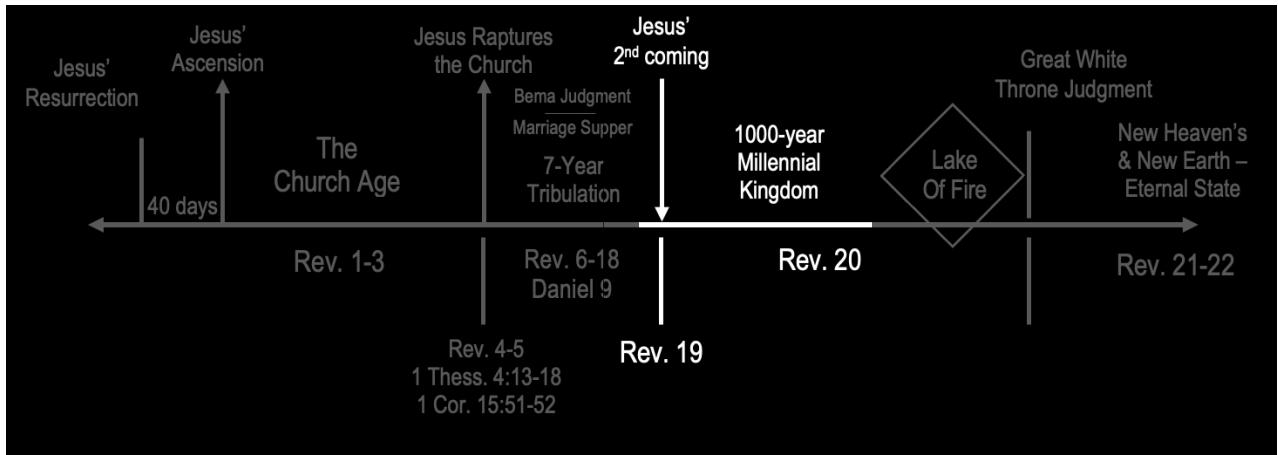 Jesus'
Resurrection
Jesus'
Ascension
40 days
The
Church Age
Rev. 1-3
Jesus Raptures
the Church
Rev. 4-5
1 Thess. 4:13-18
1 Cor. 15:51-52
Bema Judgment
Marriage Supper
7-Year
Tribulation
Rev. 6-18
Daniel 9
Jesus'
2nd coming
Rev. 19
1000-year
Millennial
Kingdom
Rev. 20
Lake
Of Fire
Great White
Throne Judgment
New Heaven's
& New Earth –
Eternal State
Rev. 21-22